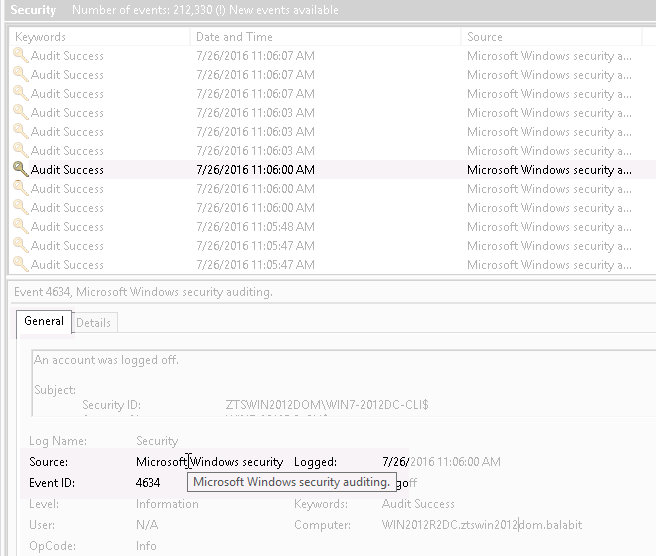 Security Number of events: 212,330 (!) New events available
Keywords Date and Time Source
Audit Success 7/26/2016 11:06:07 AM Microsoft Windows security a...
Audit Success 7/26/2016 11:06:07 AM Microsoft Windows security a...
Audit Success 7/26/2016 11:06:07 AM Microsoft Windows security a...
Audit Success 7/26/2016 11:06:03 AM Microsoft Windows security a...
Audit Success 7/26/2016 11:06:03 AM Microsoft Windows security a...
Audit Success 7/26/2016 11:06:03 AM Microsoft Windows security a...
Audit Success 7/26/2016 11:06:00 AM Microsoft Windows security a...
Audit Success 7/26/2016 11:06:00 AM Microsoft Windows security a...
Audit Success 7/26/2016 11:06:00 AM Microsoft Windows security a...
Audit Success 7/26/2016 11:05:48 AM Microsoft Windows security a...
Audit Success 7/26/2016 11:05:47 AM Microsoft Windows security a...
Audit Success 7/26/2016 11:05:47 AM Microsoft Windows security a...
Event 4634, Microsoft Windows security auditing.
General Details
An account was logged off.
Subject:
Security ID: ZTSWIN2012DOM\WIN7-2012DC-CLI$
Log Name: Security
Source: Microsoft Windows security Logged: 7/26/2016 11:06:00 AM
Event ID: 4634 goff
Microsoft Windows security auditing.
Level: Information Keywords: Audit Success
User: N/A Computer: WIN2012R2DC.ztswin2012dom.balabit
OpCode: Info